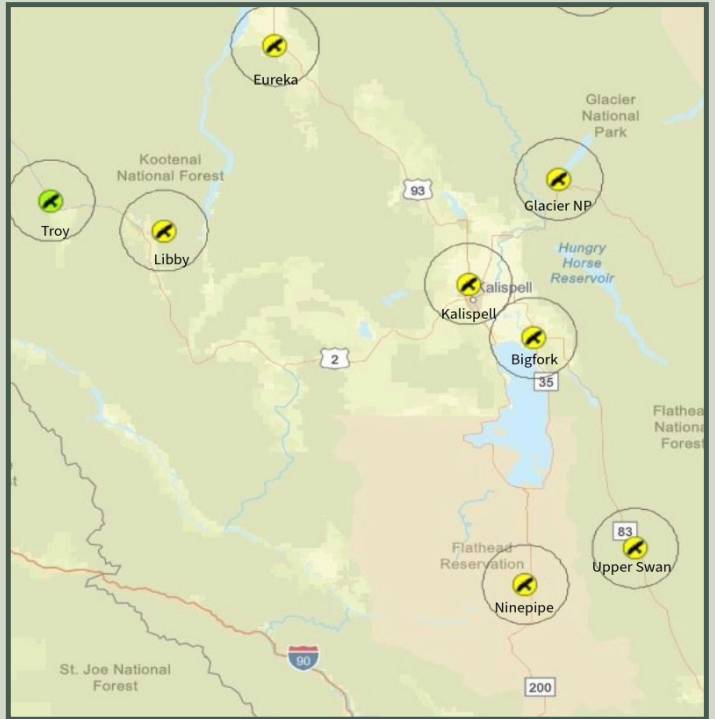 Eureka
Glacier
National
Park
Kootenai
National Forest
93
Glacier NP
Troy
Libby
Hungry
Horse
Reservoir
Kalispell
Kalispell
2
Bigfork
35
Flathea
Nationa
Forest
83
Upper Swan
Flathead
Reservation
Ninepipe
90
St. Joe National
Forest
200